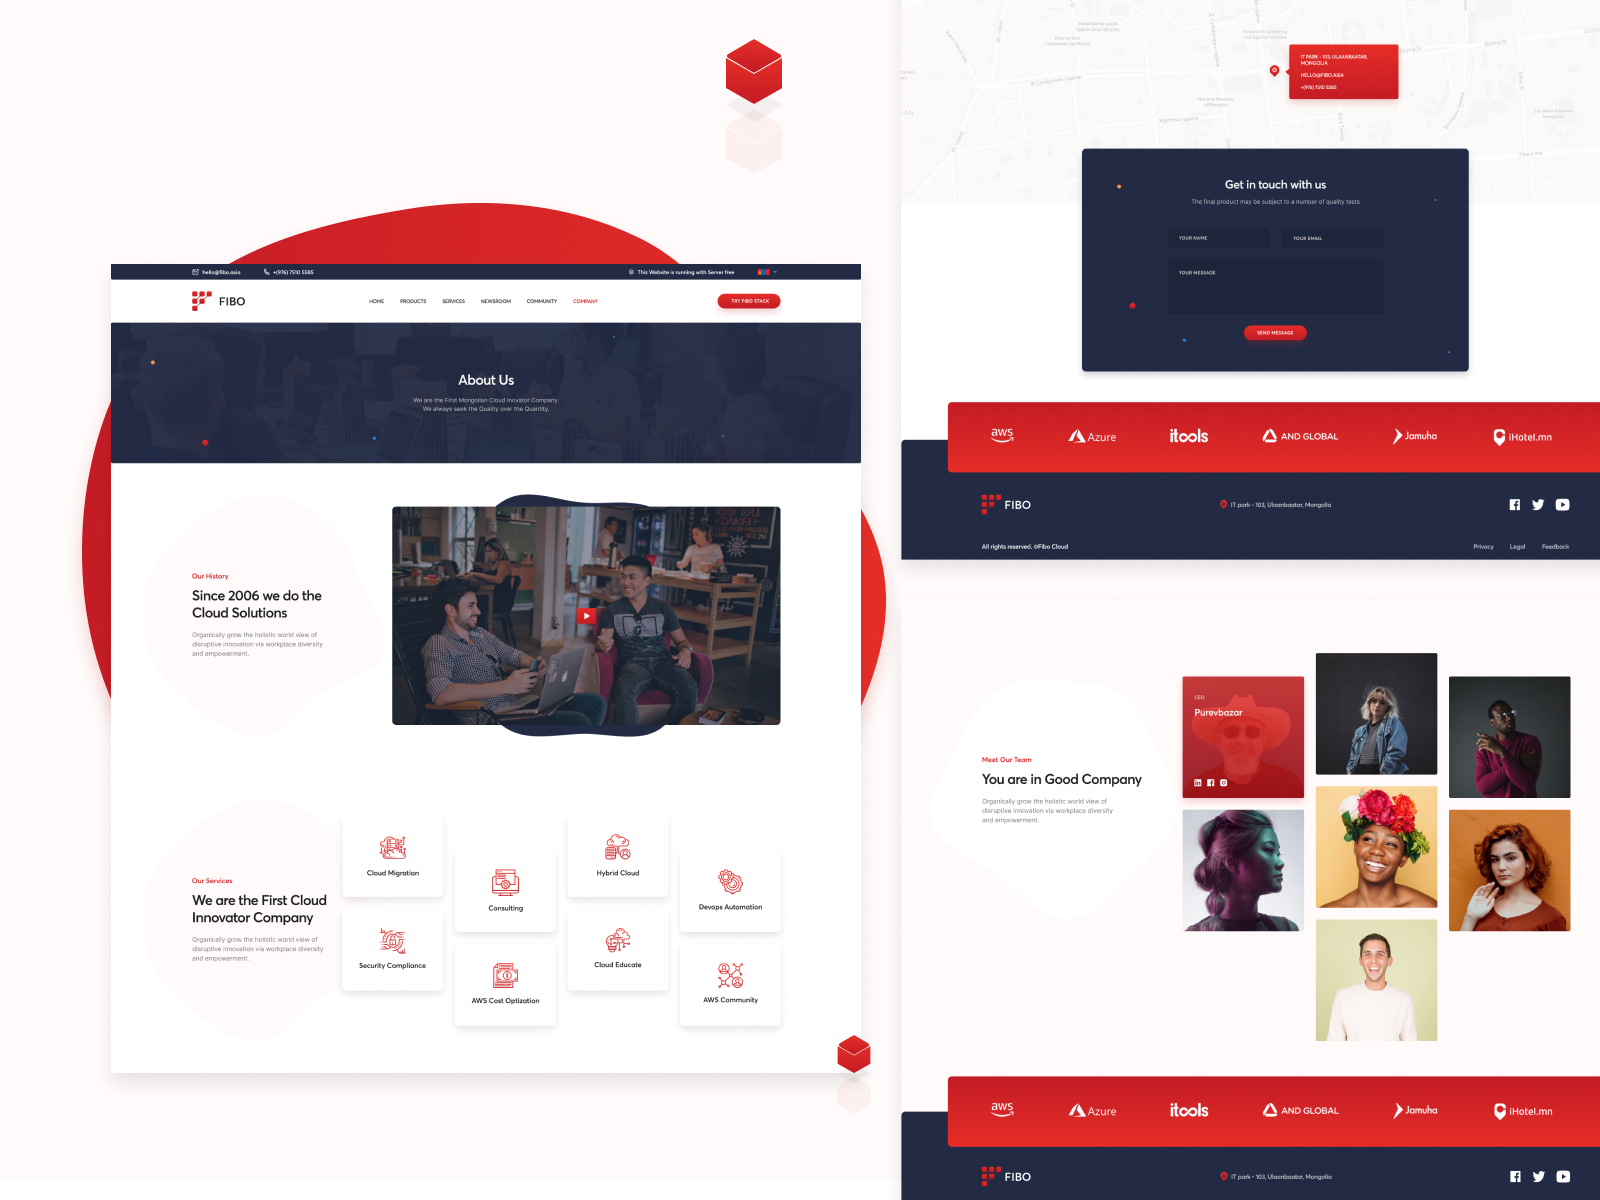 hello@fibo.asia
+(976) 7510 5585
This Website is running with Server free
FIBO
HOME
PRODUCTS
SERVICES
NEWSROOM
COMMUNITY
COMPANY
TRY FIBO STACK
About Us
We are the First Mongolian Cloud Inovator Company.
We always seek the Quality over the Quantity.
Our History
Since 2006 we do the
Cloud Solutions
Organically grow the holistic world view of
disruptive innovation via workplace diversity
and empowerment.
Our Services
We are the First Cloud
Innovator Company
Organically grow the holistic world view of
disruptive innovation via workplace diversity
and empowerment.
Cloud Migration
Consulting
Hybrid Cloud
Devops Automation
Security Compliance
AWS Cost Optization
Cloud Educate
AWS Community
IT PARK - 103, ULAANBAATAR,
MONGOLIA
HELLO@FIBO.ASIA
+(976) 7510 5585
National Museum
of Mongolia
Beijing St
Get in touch with us
The final product may be subject to a number of quality tests
YOUR NAME
YOUR EMAIL
YOUR MESSAGE
SEND MESSAGE
aws
Azure
itools
AND GLOBAL
Jamuha
iHotel.mn
FIBO
IT park - 103, Ulaanbaatar, Mongolia
All rights reserved. ©Fibo Cloud
Privacy
Legal
Feedback
Meet Our Team
You are in Good Company
Organically grow the holistic world view of
disruptive innovation via workplace diversity
and empowerment.
CEO
Purevbazar
aws
Azure
itools
AND GLOBAL
Jamuha
iHotel.mn
FIBO
IT park - 103, Ulaanbaatar, Mongolia